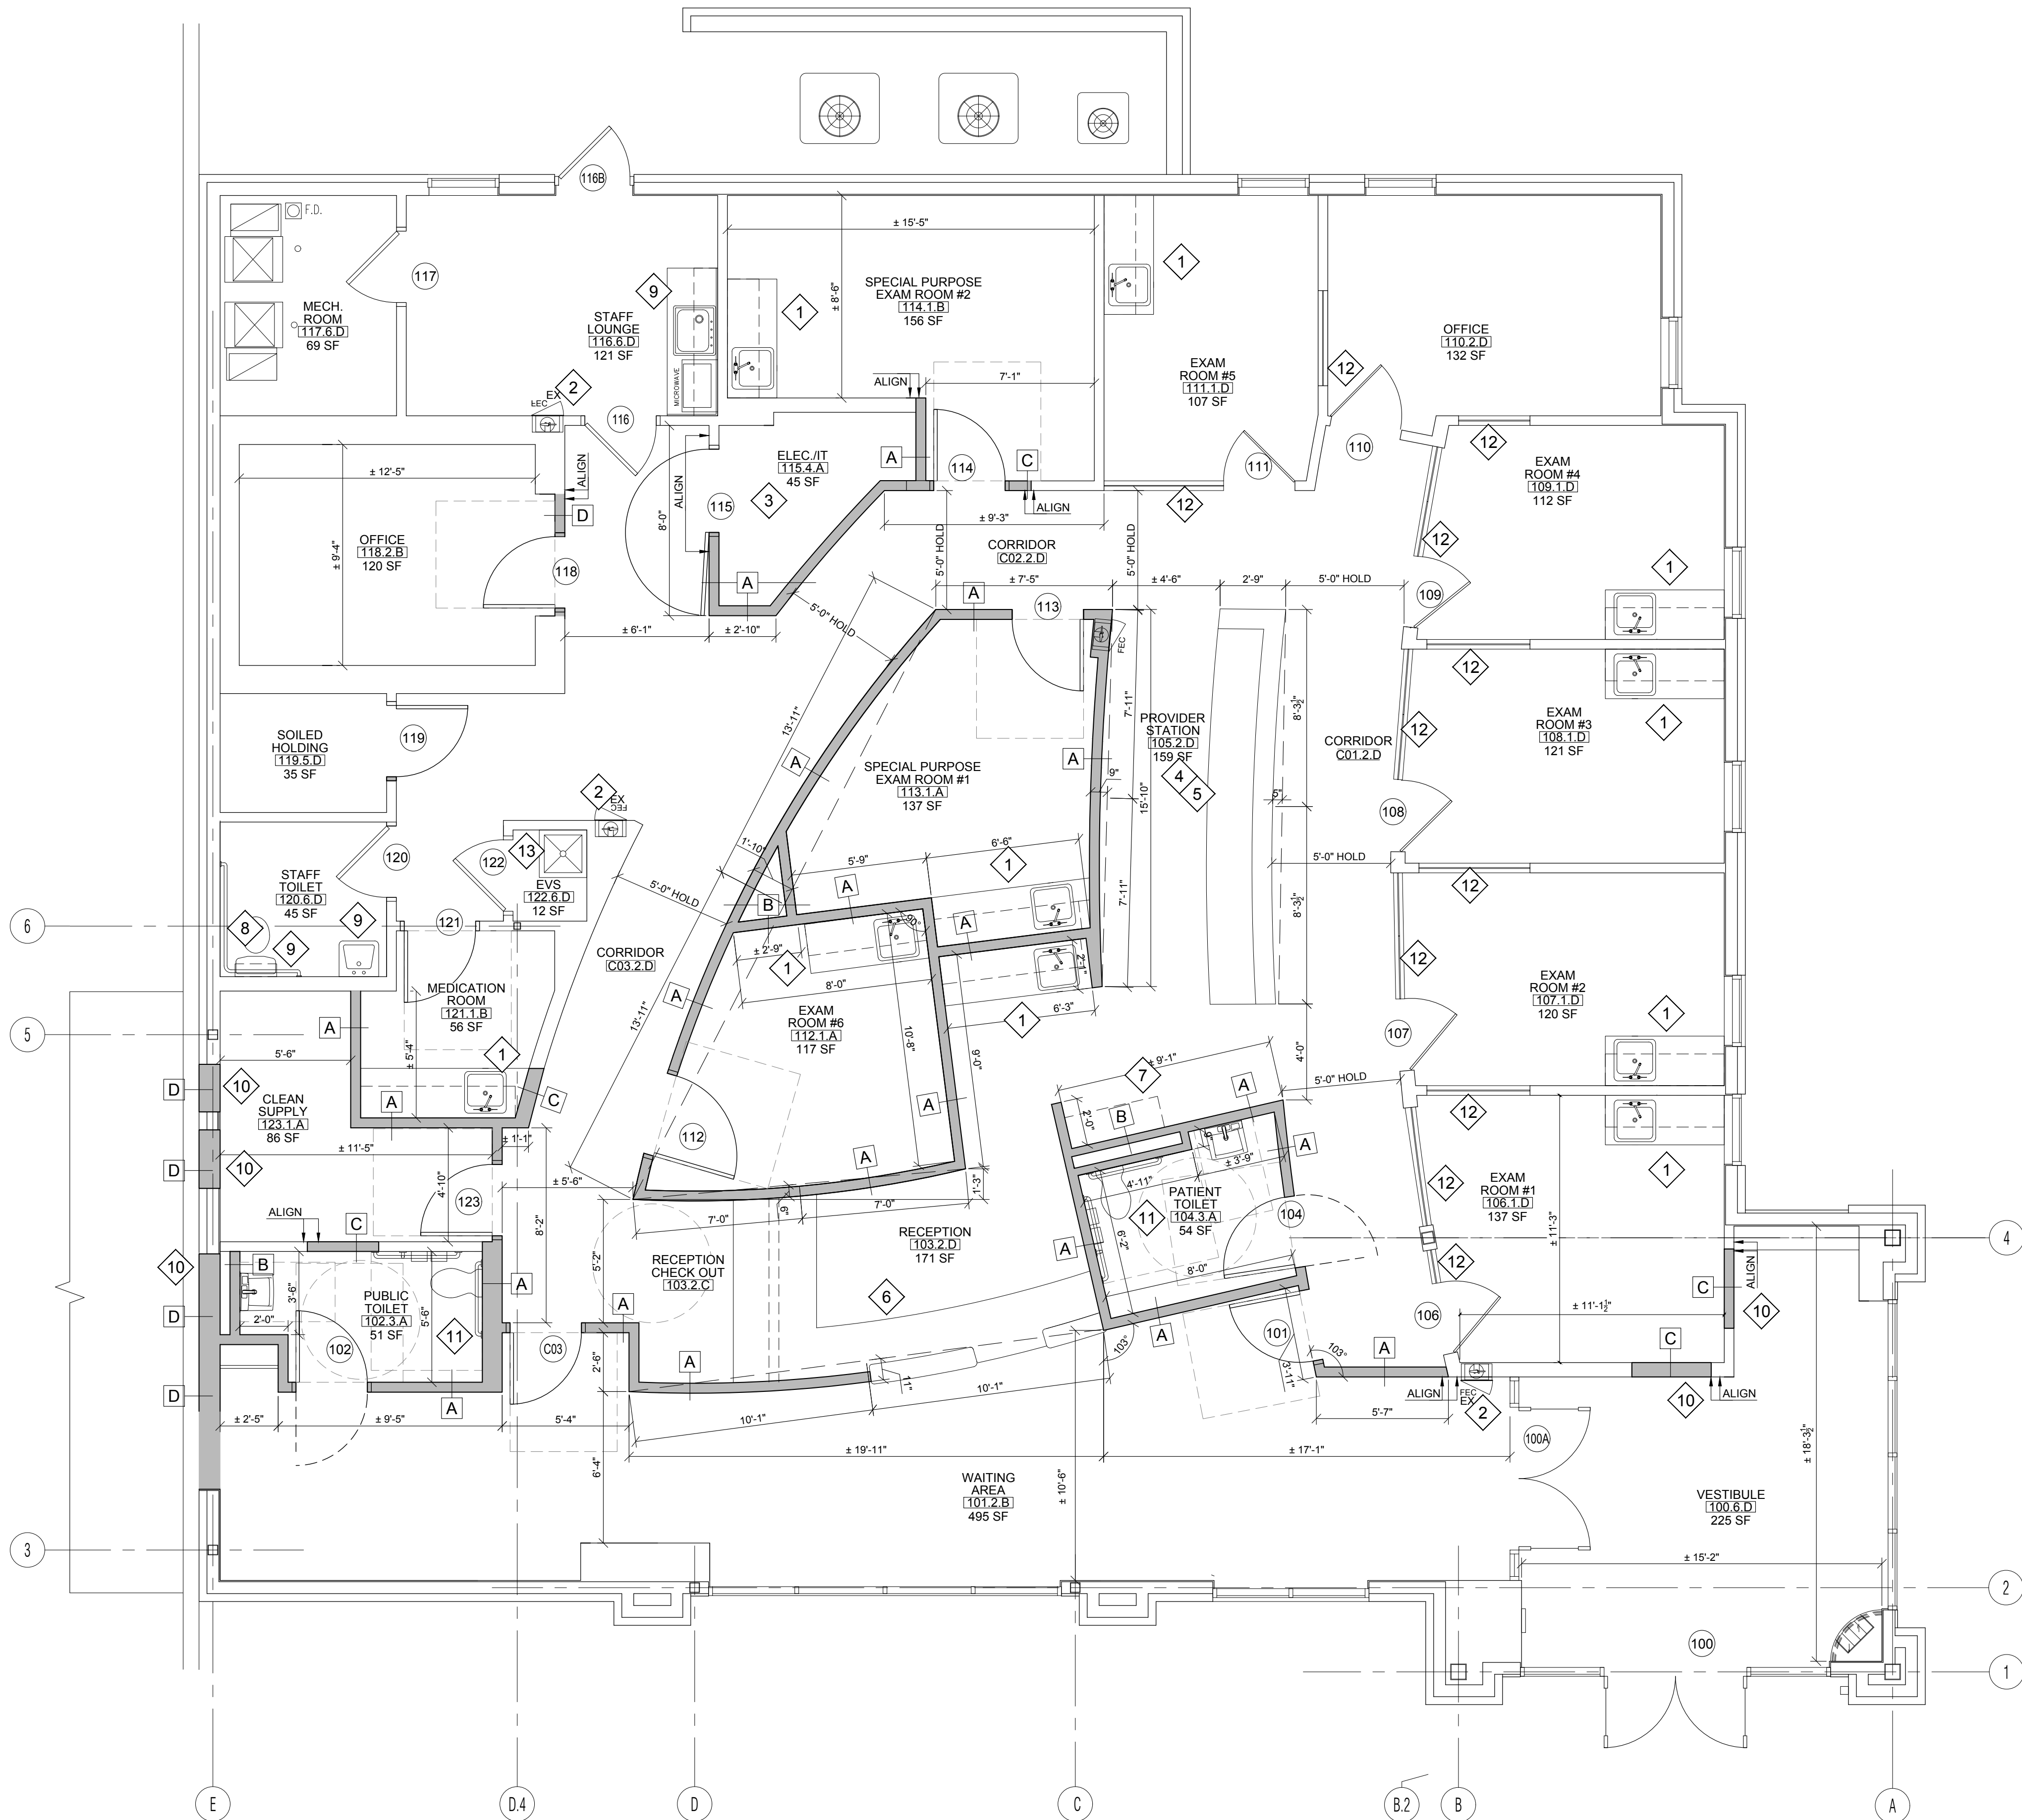 116B
F.D.
117
MECH.
ROOM
117.6.D
69 SF
STAFF
LOUNGE
116.6.D
121 SF
9
MICROWAVE
1
± 15'-5"
± 8'-6"
SPECIAL PURPOSE
EXAM ROOM #2
114.1.B
156 SF
ALIGN
7'-1"
1
EXAM
ROOM #5
111.1.D
107 SF
12
OFFICE
110.2.D
132 SF
2
EX
FEC
116
ALIGN
± 12'-5"
± 9'-4"
OFFICE
118.2.B
120 SF
D
118
ALIGN
8'-0"
115
ELEC./IT
115.4.A
45 SF
3
A
114
C
ALIGN
111
12
110
12
EXAM
ROOM #4
109.1.D
112 SF
12
1
109
A
± 9'-3"
5'-0" HOLD
CORRIDOR
C02.2.D
5'-0" HOLD
± 7'-5"
± 4'-6"
2'-9"
5'-0" HOLD
± 6'-1"
± 2'-10"
5'-0" HOLD
A
113
FEC
119
SOILED
HOLDING
119.5.D
35 SF
13'-11"
A
SPECIAL PURPOSE
EXAM ROOM #1
113.1.A
137 SF
A
7'-11"
15'-10"
9"
PROVIDER
STATION
105.2.D
159 SF
4
5
5"
8'-3½"
CORRIDOR
C01.2.D
12
12
EXAM
ROOM #3
108.1.D
121 SF
1
108
5'-0" HOLD
2
EX
FEC
120
122
13
EVS
122.6.D
12 SF
STAFF
TOILET
120.6.D
45 SF
8
9
9
121
5'-0" HOLD
1'-10"
5'-9"
6'-6"
1
A
B
A
90°
7'-11"
8'-3½"
12
12
EXAM
ROOM #2
107.1.D
120 SF
1
107
6
5
CORRIDOR
C03.2.D
MEDICATION
ROOM
121.1.B
56 SF
± 5'-4"
1
A
A
C
5'-6"
± 2'-9"
1
8'-0"
A
EXAM
ROOM #6
112.1.A
117 SF
10'-8"
A
9'-0"
2'-1"
6'-3"
1
13'-11"
112
A
D
10
CLEAN
SUPPLY
123.1.A
86 SF
D
10
± 11'-5"
± 1'-1"
4'-10"
123
± 5'-6"
8'-2"
5'-2"
7'-0"
7'-0"
6"
1'-3"
± 9'-1"
7
2'-0"
B
A
A
6"
± 3'-9"
4'-11"
PATIENT
TOILET
104.3.A
54 SF
11
A
6'-2"
8'-0"
A
104
4'-0"
5'-0" HOLD
12
12
EXAM
ROOM #1
106.1.D
137 SF
1
± 11'-3"
12
± 11'-1½"
106
4
C
ALIGN
10
ALIGN
C
10
B
D
3'-6"
2'-0"
PUBLIC
TOILET
102.3.A
51 SF
5'-6"
11
A
102
A
D
RECEPTION
CHECK OUT
103.2.C
RECEPTION
103.2.D
171 SF
6
A
C03
2'-6"
A
11"
10'-1"
10'-1"
103°
101
3'-11"
103°
A
ALIGN
FEC
EX
2
5'-7"
C
ALIGN
10
± 2'-5"
± 9'-5"
5'-4"
6'-4"
± 19'-11"
± 17'-1"
± 10'-6"
WAITING
AREA
101.2.B
495 SF
100A
VESTIBULE
100.6.D
225 SF
± 18'-3½"
± 15'-2"
3
2
100
1
E
D.4
D
C
B.2
B
A